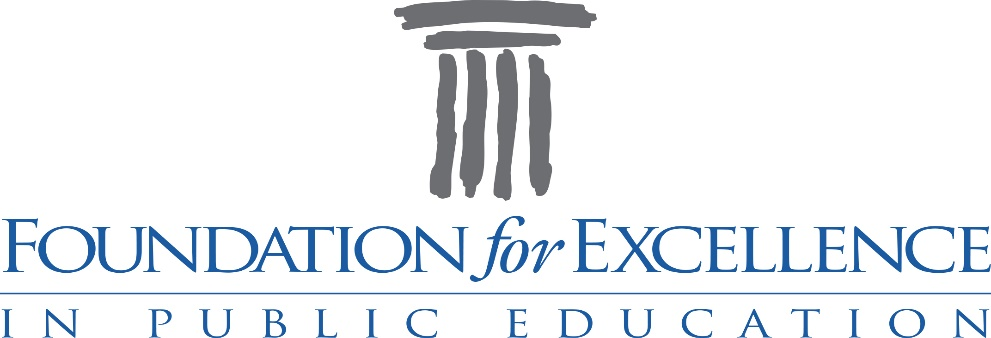 FOUNDATION for EXCELLENCE
IN PUBLIC EDUCATION